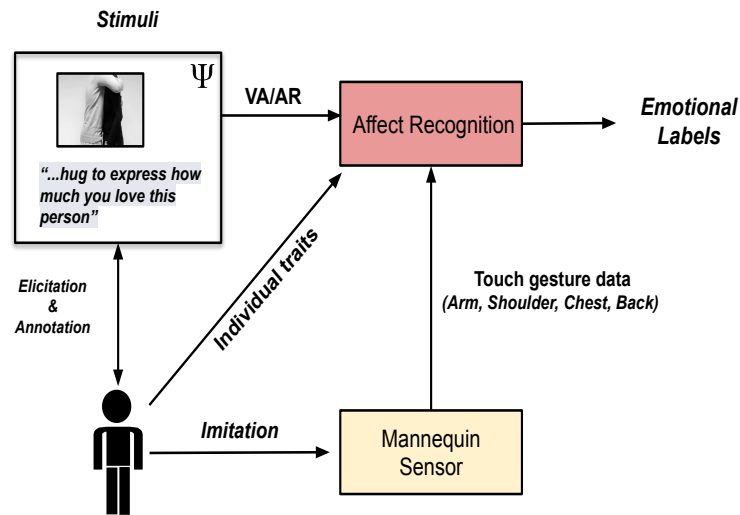 Stimuli
Ψ
"...hug to express how
much you love this
person"
VA/AR
Affect Recognition
Emotional
Labels
Elicitation
&
Annotation
Individual traits
Touch gesture data
(Arm, Shoulder, Chest, Back)
Imitation
Mannequin
Sensor